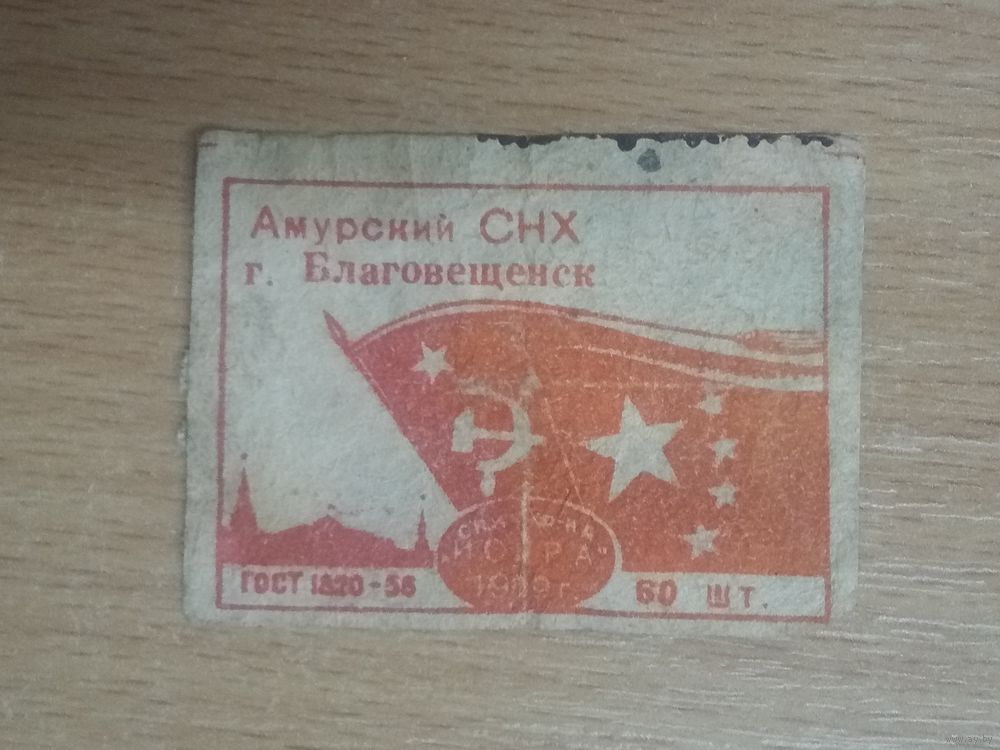 Амурский СНХ
г. Благовещенск
ГОСТ 1820-56
60 шт.